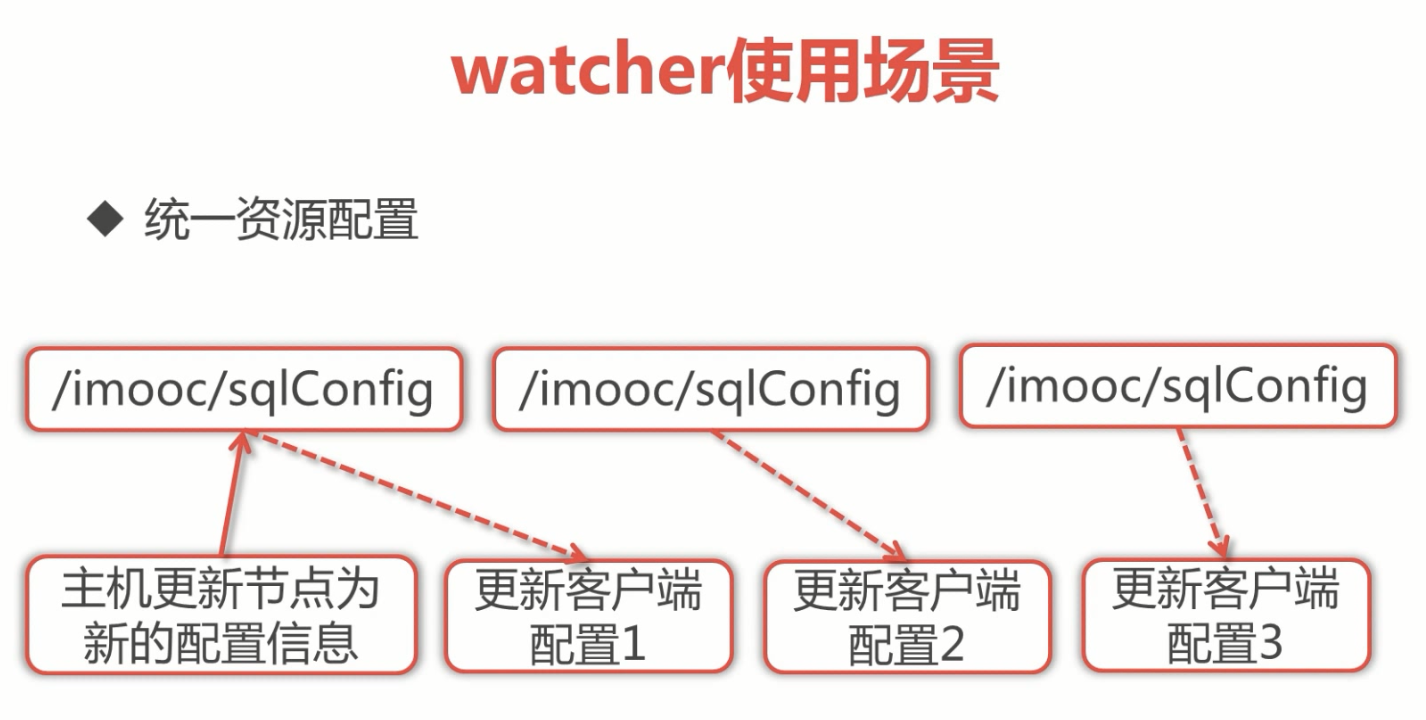 watcher使用场景
◆ 统一资源配置
/imooc/sqlConfig
/imooc/sqlConfig
/imooc/sqlConfig
主机更新节点为
新的配置信息
更新客户端
配置1
更新客户端
配置2
更新客户端
配置3